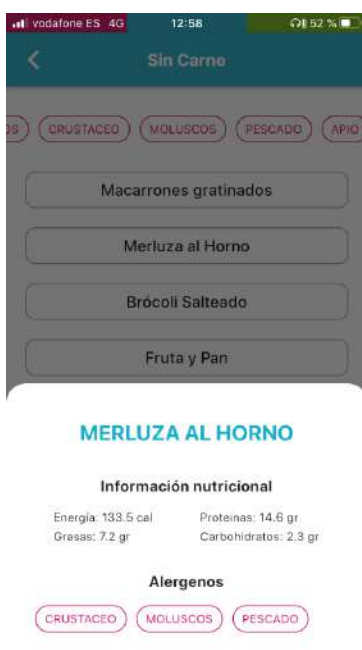 vodafone ES 4G 12:58 52 %
Sin Carne
OS CRUSTACEO MOLUSCOS PESCADO APIO
Macarrones gratinados
Merluza al Horno
Brócoli Salteado
Fruta y Pan
MERLUZA AL HORNO
Información nutricional
Energía: 133.5 cal Proteinas: 14.6 gr
Grasas: 7.2 gr Carbohidratos: 2.3 gr
Alergenos
CRUSTACEO MOLUSCOS PESCADO